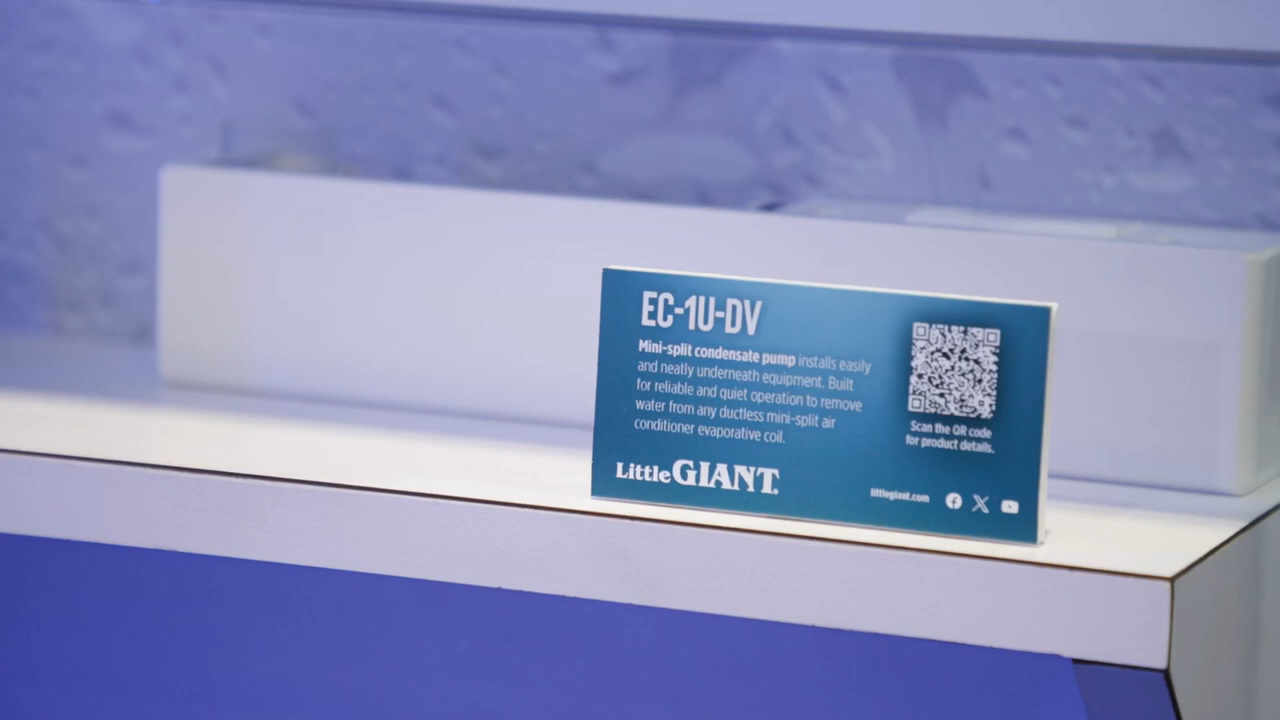 EC-1U-DV
Mini-split condensate pump installs easily
and neatly underneath equipment. Built
for reliable and quiet operation to remove
water from any ductless mini-split air
conditioner evaporative coil.
Scan the QR code
for product details.
Little GIANT.
littlegiant.com